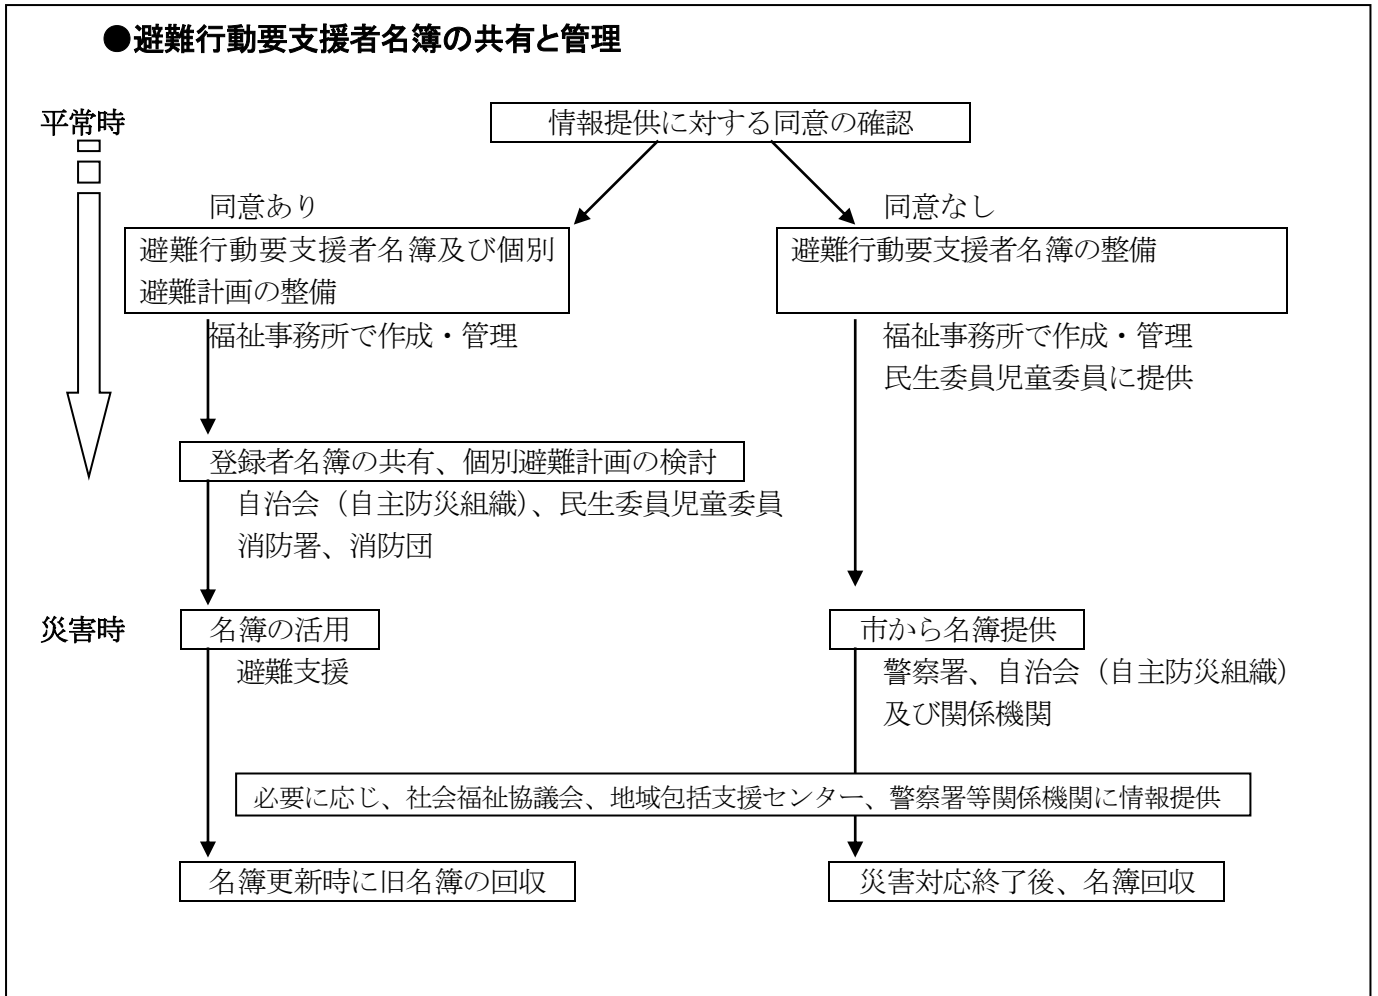 ●避難行動要支援者名簿の共有と管理
平常時
情報提供に対する同意の確認
同意あり
同意なし
避難行動要支援者名簿及び個別
避難計画の整備
避難行動要支援者名簿の整備
福祉事務所で作成・管理
福祉事務所で作成・管理
民生委員児童委員に提供
登録者名簿の共有、個別避難計画の検討
自治会（自主防災組織）、民生委員児童委員
消防署、消防団
災害時
名簿の活用
市から名簿提供
避難支援
警察署、自治会（自主防災組織）
及び関係機関
必要に応じ、社会福祉協議会、地域包括支援センター、警察署等関係機関に情報提供
名簿更新時に旧名簿の回収
災害対応終了後、名簿回収